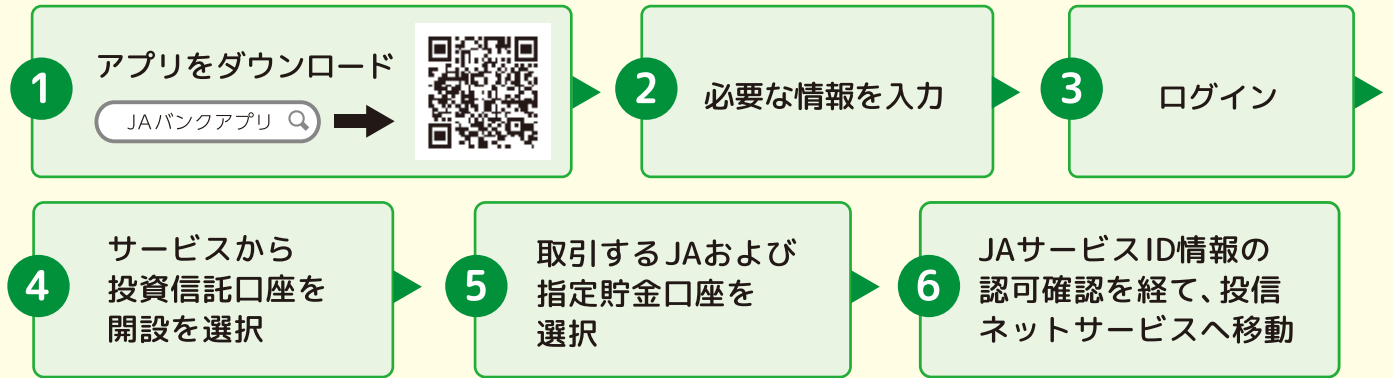 1
アプリをダウンロード
JAバンクアプリ
2
必要な情報を入力
3
ログイン
4
サービスから
投資信託口座を
開設を選択
5
取引するJAおよび
指定貯金口座を
選択
6
JAサービスID情報の
認可確認を経て、投信
ネットサービスへ移動